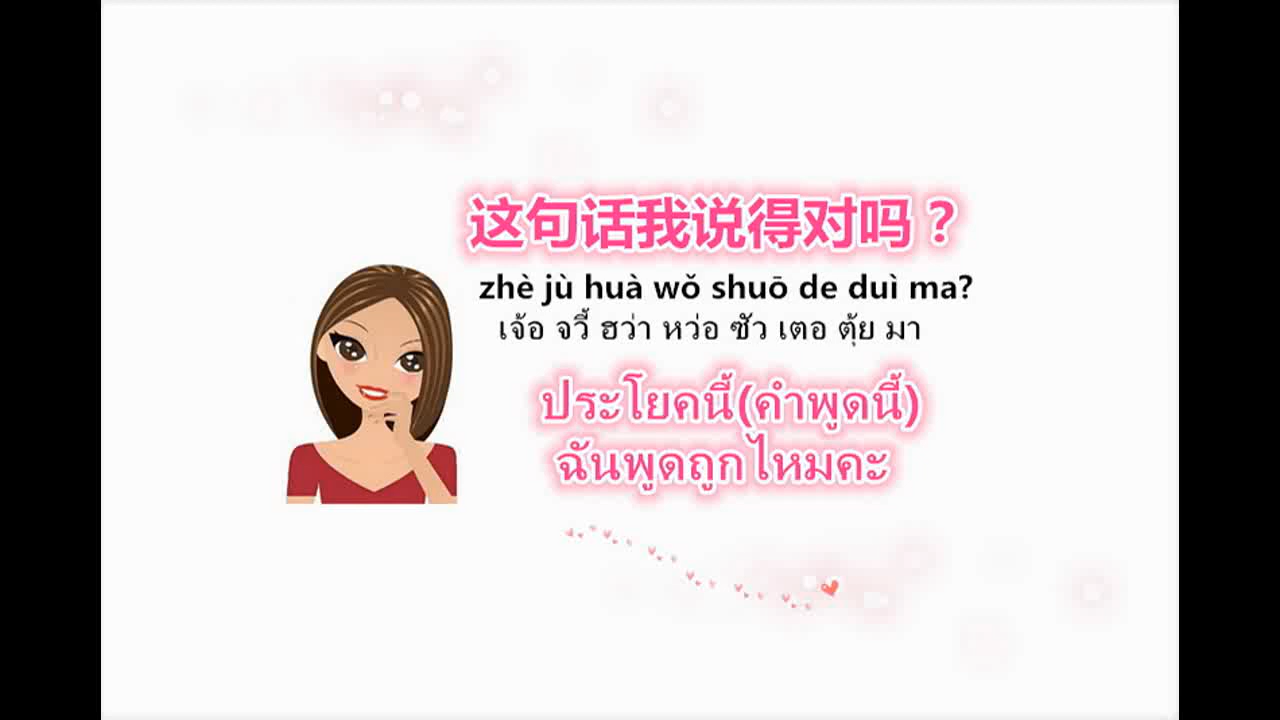 这句话我说得对吗？
zhè jù huà wǒ shuō de duì ma?
เจ้อ จวี้ ฮว่า หว่อ ซัว เตอ ตุ้ย มา
ประโยคนี้(คำพูดนี้)
ฉันพูดถูกไหมคะ